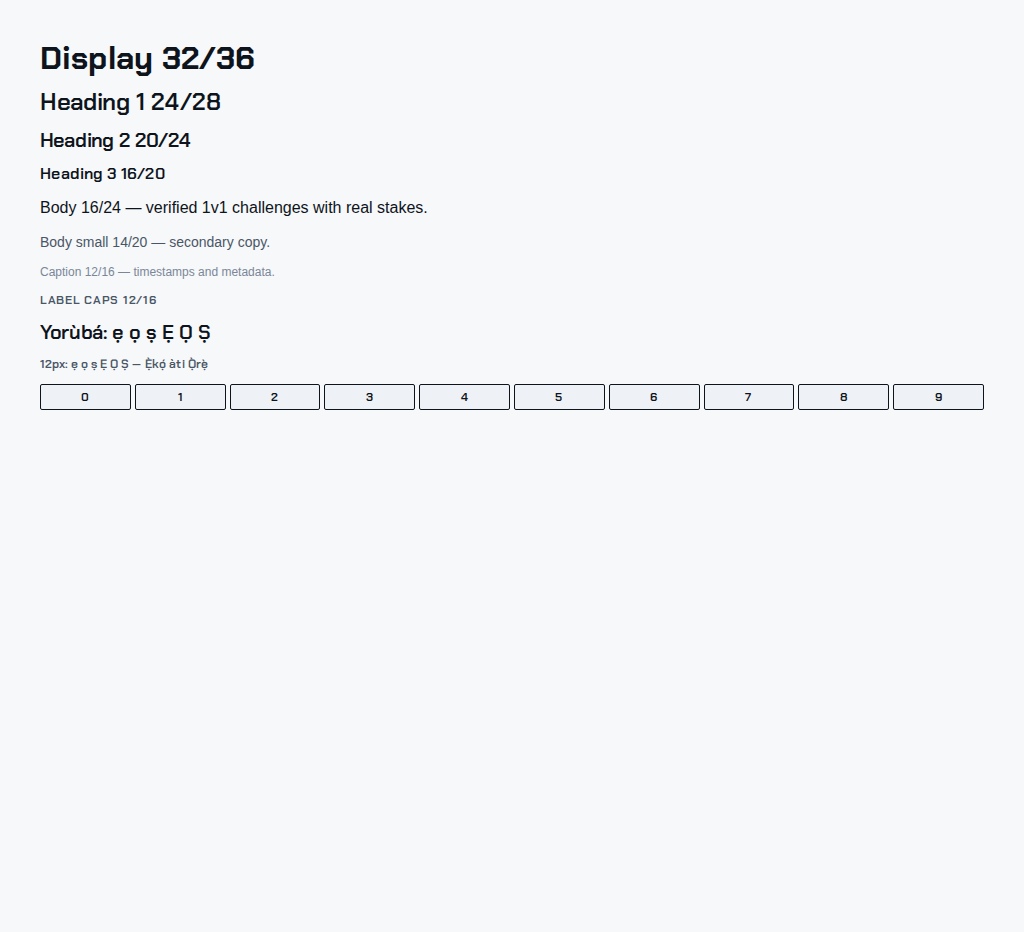 Display 32/36
Heading 1 24/28
Heading 2 20/24
Heading 3 16/20
Body 16/24 — verified 1v1 challenges with real stakes.
Body small 14/20 — secondary copy.
Caption 12/16 — timestamps and metadata.
LABEL CAPS 12/16
Yorùbá: ẹ ọ ṣ Ẹ Ọ Ṣ
12px: ẹ ọ ṣ Ẹ Ọ Ṣ — Ẹ̀kọ́ àti Ọ̀rẹ̀
0 1 2 3 4 5 6 7 8 9